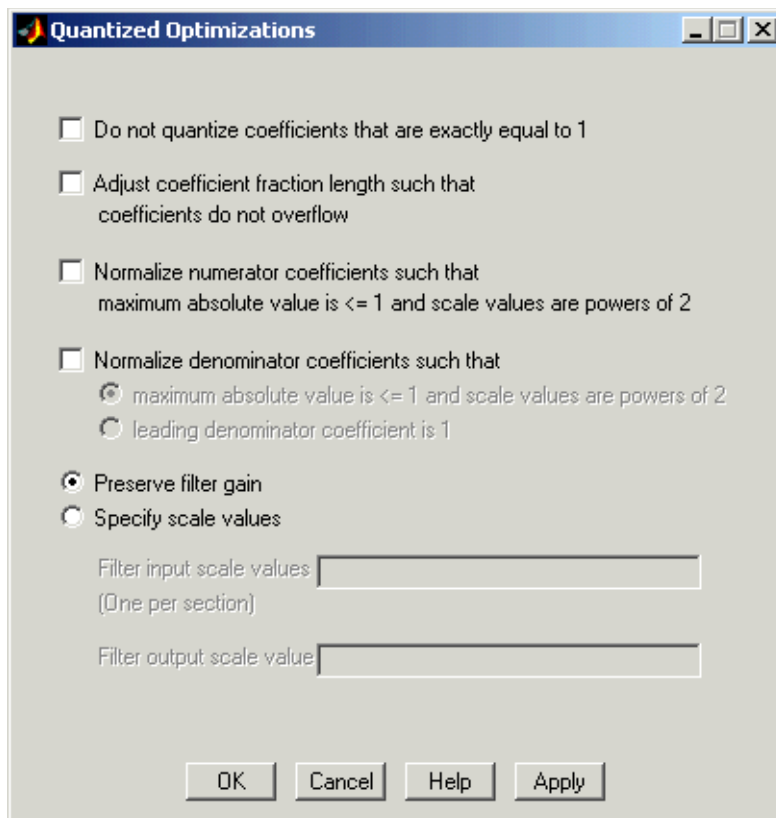 Quantized Optimizations
Do not quantize coefficients that are exactly equal to 1
Adjust coefficient fraction length such that
coefficients do not overflow
Normalize numerator coefficients such that
maximum absolute value is <= 1 and scale values are powers of 2
Normalize denominator coefficients such that
maximum absolute value is <= 1 and scale values are powers of 2
leading denominator coefficient is 1
Preserve filter gain
Specify scale values
Filter input scale values
(One per section)
Filter output scale value
OK Cancel Help Apply